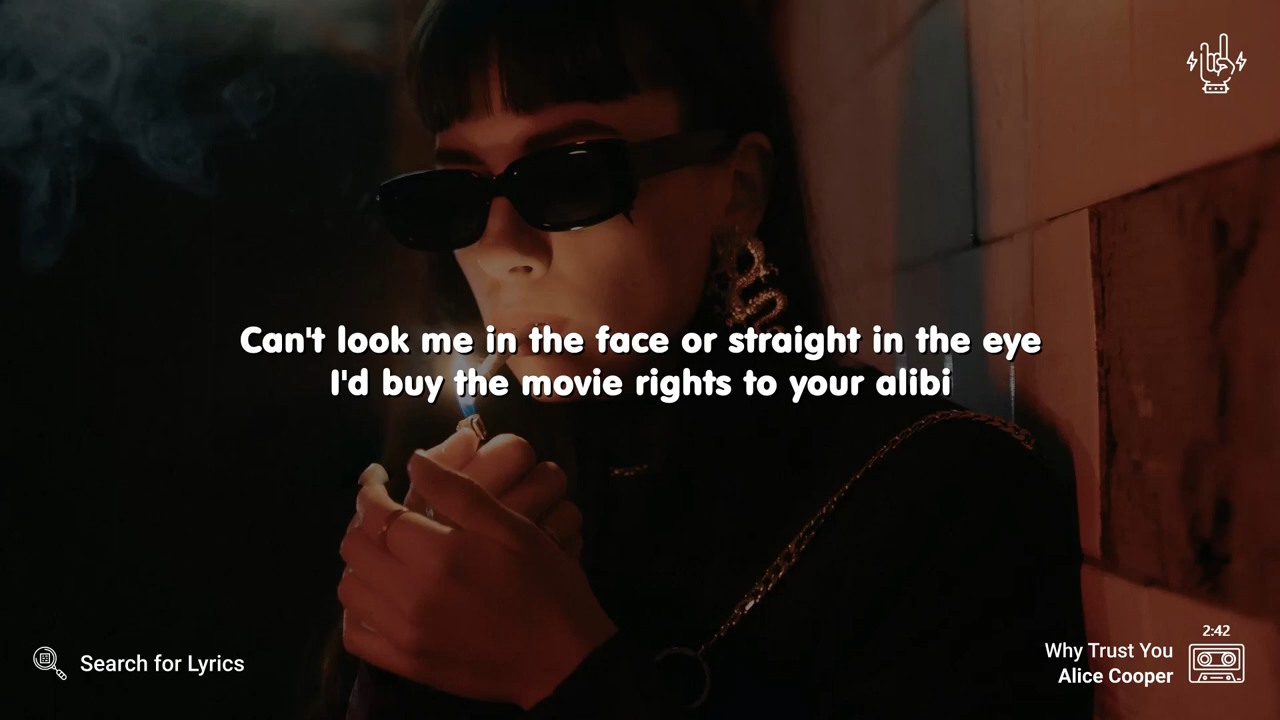 Can't look me in the face or straight in the eye
I'd buy the movie rights to your alibi
Search for Lyrics
2:42
Why Trust You
Alice Cooper